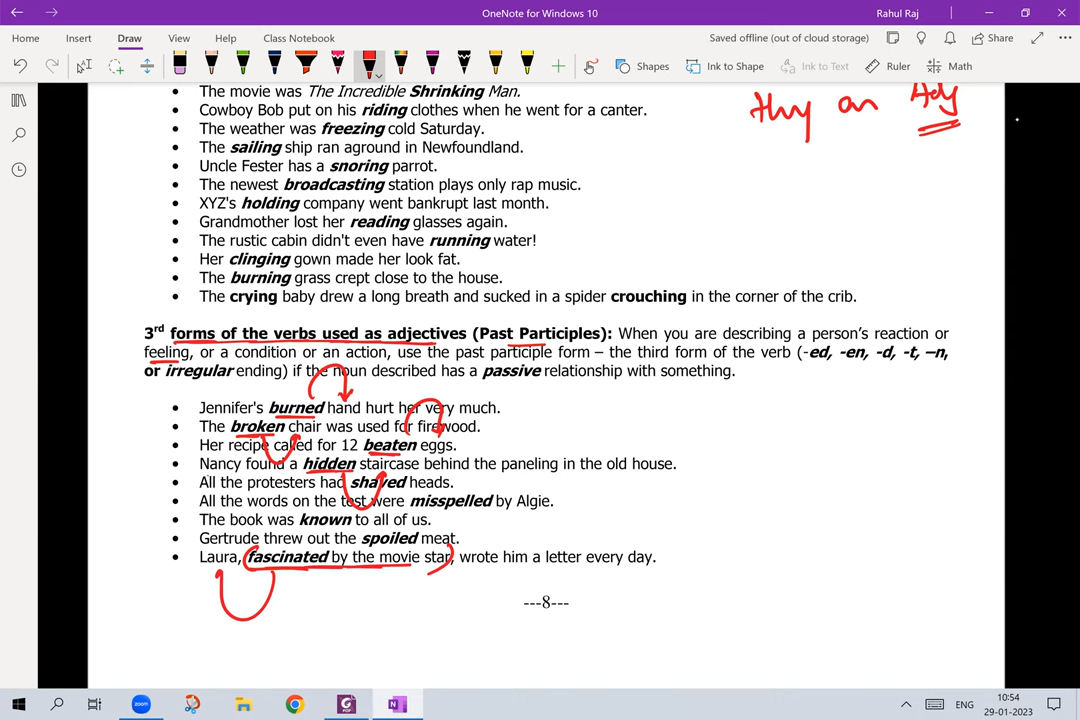 OneNote for Windows 10
Rahul Raj
Home Insert Draw View Help Class Notebook
Saved offline (out of cloud storage) Share
Shapes Ink to Shape Ink to Text Ruler Math
• The movie was The Incredible Shrinking Man.
• Cowboy Bob put on his riding clothes when he went for a canter.
• The weather was freezing cold Saturday.
• The sailing ship ran aground in Newfoundland.
• Uncle Fester has a snoring parrot.
• The newest broadcasting station plays only rap music.
• XYZ's holding company went bankrupt last month.
• Grandmother lost her reading glasses again.
• The rustic cabin didn't even have running water!
• Her clinging gown made her look fat.
• The burning grass crept close to the house.
• The crying baby drew a long breath and sucked in a spider crouching in the corner of the crib.
an Adj
3rd forms of the verbs used as adjectives (Past Participles): When you are describing a person's reaction or
feeling, or a condition or an action, use the past participle form – the third form of the verb (-ed, -en, -d, -t, –n,
or irregular ending) if the noun described has a passive relationship with something.
• Jennifer's burned hand hurt her very much.
• The broken chair was used for firewood.
• Her recipe called for 12 beaten eggs.
• Nancy found a hidden staircase behind the paneling in the old house.
• All the protesters had shaved heads.
• All the words on the test were misspelled by Algie.
• The book was known to all of us.
• Gertrude threw out the spoiled meat.
• Laura, fascinated by the movie star, wrote him a letter every day.
---8---
zoom
PDF
ENG
10:54
29-01-2023